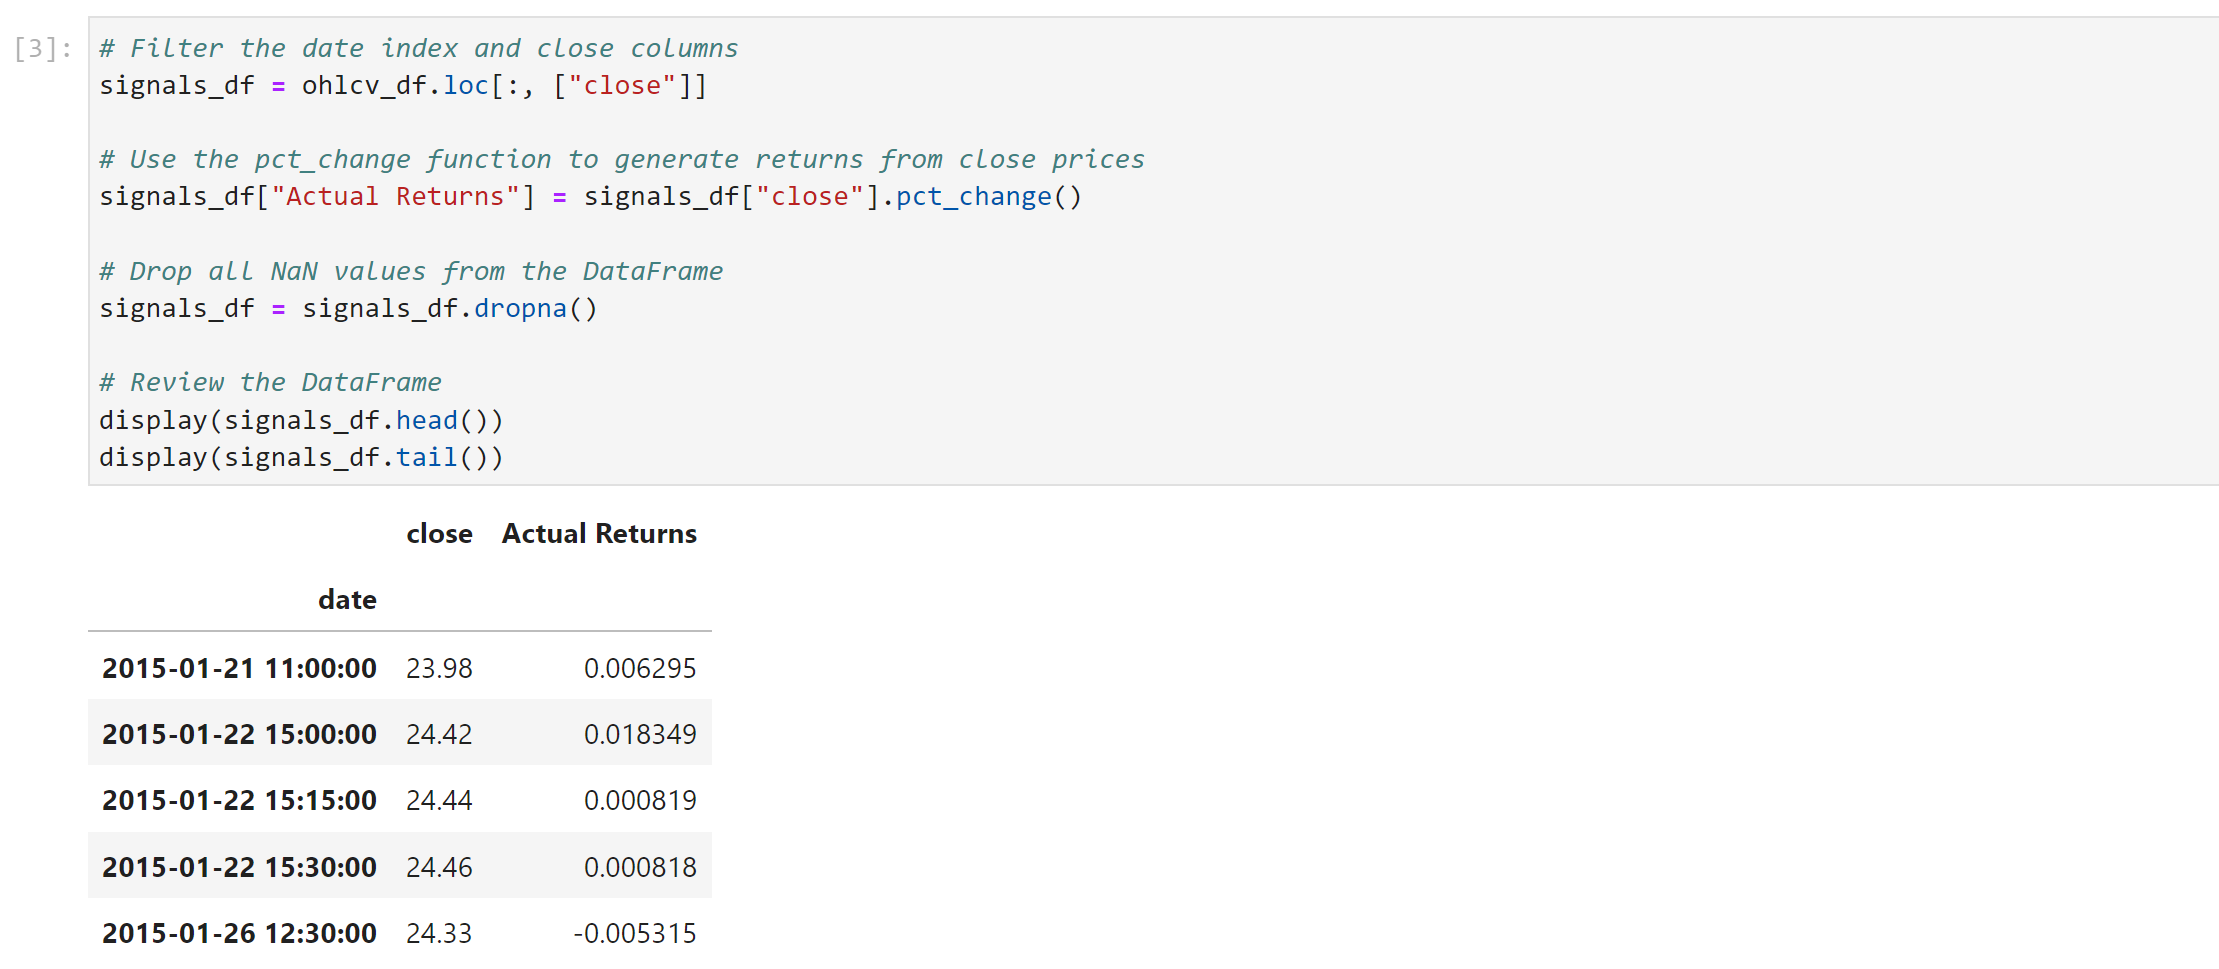 [3]:
# Filter the date index and close columns
signals_df = ohlcv_df.loc[:, ["close"]]
# Use the pct_change function to generate returns from close prices
signals_df["Actual Returns"] = signals_df["close"].pct_change()
# Drop all NaN values from the DataFrame
signals_df = signals_df.dropna()
# Review the DataFrame
display(signals_df.head())
display(signals_df.tail())
close Actual Returns
date
2015-01-21 11:00:00 23.98 0.006295
2015-01-22 15:00:00 24.42 0.018349
2015-01-22 15:15:00 24.44 0.000819
2015-01-22 15:30:00 24.46 0.000818
2015-01-26 12:30:00 24.33 -0.005315